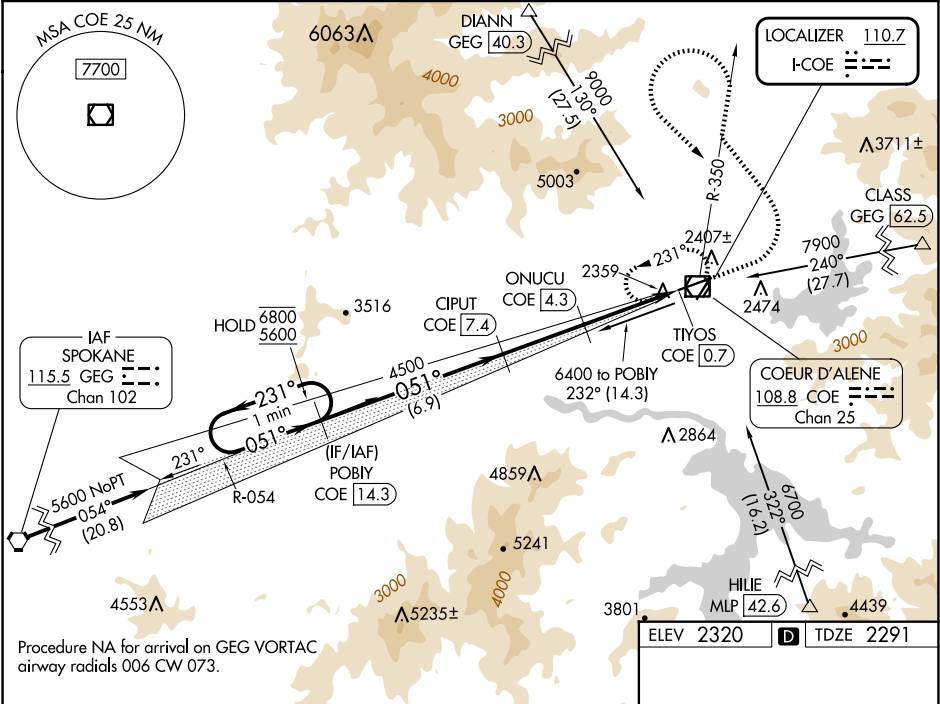 MSA COE 25 NM
7700
6063
4000
3000
5003
DIANN
GEG 40.3
9000
130°
(27.5)
LOCALIZER 110.7
I-COE
3711±
CLASS
GEG 62.5
7900
240°
(27.7)
R-350
2407±
231°
2359
2474
ONUCU
COE 4.3
CIPUT
COE 7.4
TIYOS
COE 0.7
3000
3516
HOLD 6800
5600
4500
051°
(6.9)
6400 to POBIY
232° (14.3)
COEUR D'ALENE
108.8 COE
Chan 25
IAF
SPOKANE
115.5 GEG
Chan 102
231°
1 min
051°
231°
R-054
(IF/IAF)
POBIY
COE 14.3
5600 NoPT
054°
(20.8)
2864
4859
5241
4000
3000
5235±
4553
6700
322°
(16.2)
HILIE
MLP 42.6
3801
4439
Procedure NA for arrival on GEG VORTAC
airway radials 006 CW 073.
ELEV 2320 D TDZE 2291